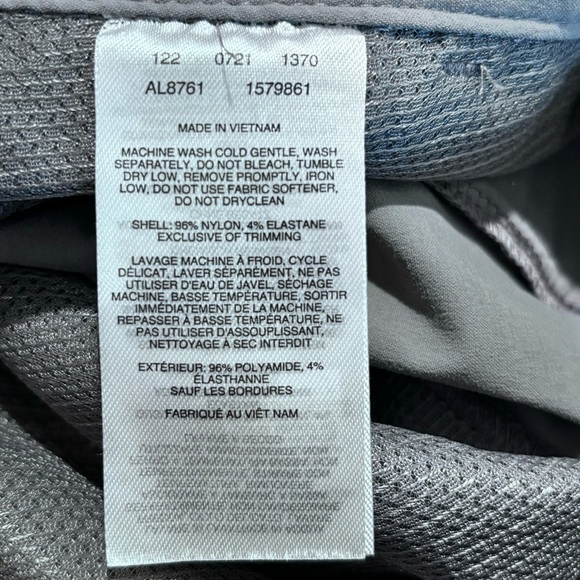 122 0721 1370
AL8761 1579861
MADE IN VIETNAM
MACHINE WASH COLD GENTLE, WASH
SEPARATELY, DO NOT BLEACH, TUMBLE
DRY LOW, REMOVE PROMPTLY, IRON
LOW, DO NOT USE FABRIC SOFTENER,
DO NOT DRYCLEAN
SHELL: 96% NYLON, 4% ELASTANE
EXCLUSIVE OF TRIMMING
LAVAGE MACHINE À FROID, CYCLE
DÉLICAT, LAVER SÉPARÉMENT, NE PAS
UTILISER D'EAU DE JAVEL, SÉCHAGE
MACHINE, BASSE TEMPÉRATURE, SORTIR
IMMÉDIATEMENT DE LA MACHINE,
REPASSER À BASSE TEMPÉRATURE, NE
PAS UTILISER D'ASSOUPLISSANT,
NETTOYAGE À SEC INTERDIT
EXTÉRIEUR: 96% POLYAMIDE, 4%
ÉLASTHANNE
SAUF LES BORDURES
FABRIQUÉ AU VIÊT NAM